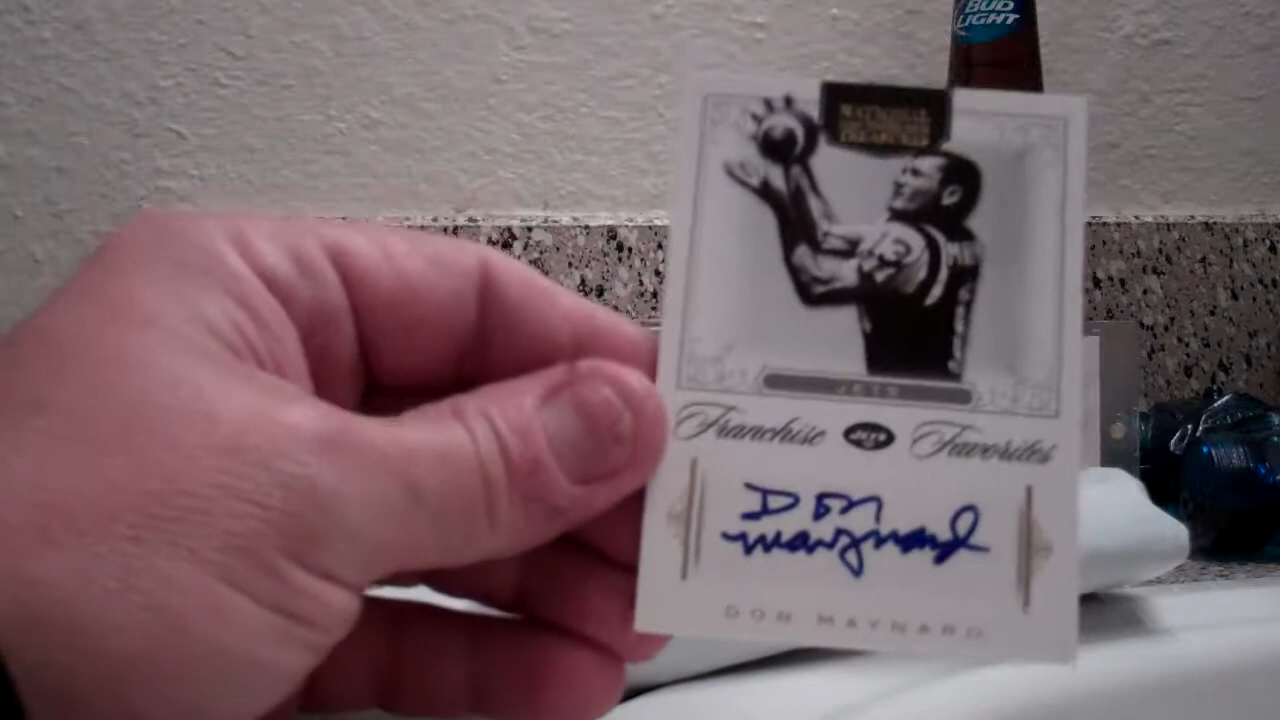 BUD
LIGHT
NATIONAL
TREASURES
JETS
Franchise JETS Favorites
Don
Maynard
DON MAYNARD